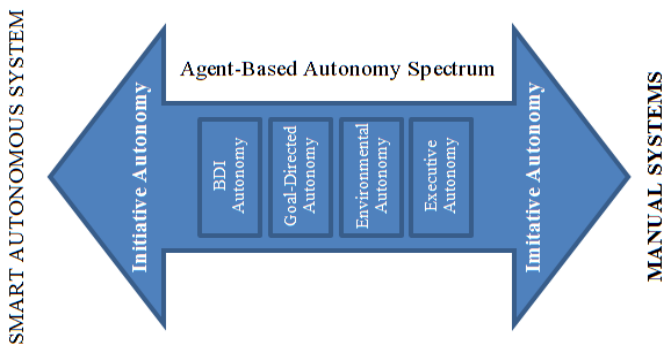 SMART AUTONOMOUS SYSTEM
Agent-Based Autonomy Spectrum
Initiative Autonomy
BDI
Autonomy
Goal-Directed
Autonomy
Environmental
Autonomy
Executive
Autonomy
Imitative Autonomy
MANUAL SYSTEMS